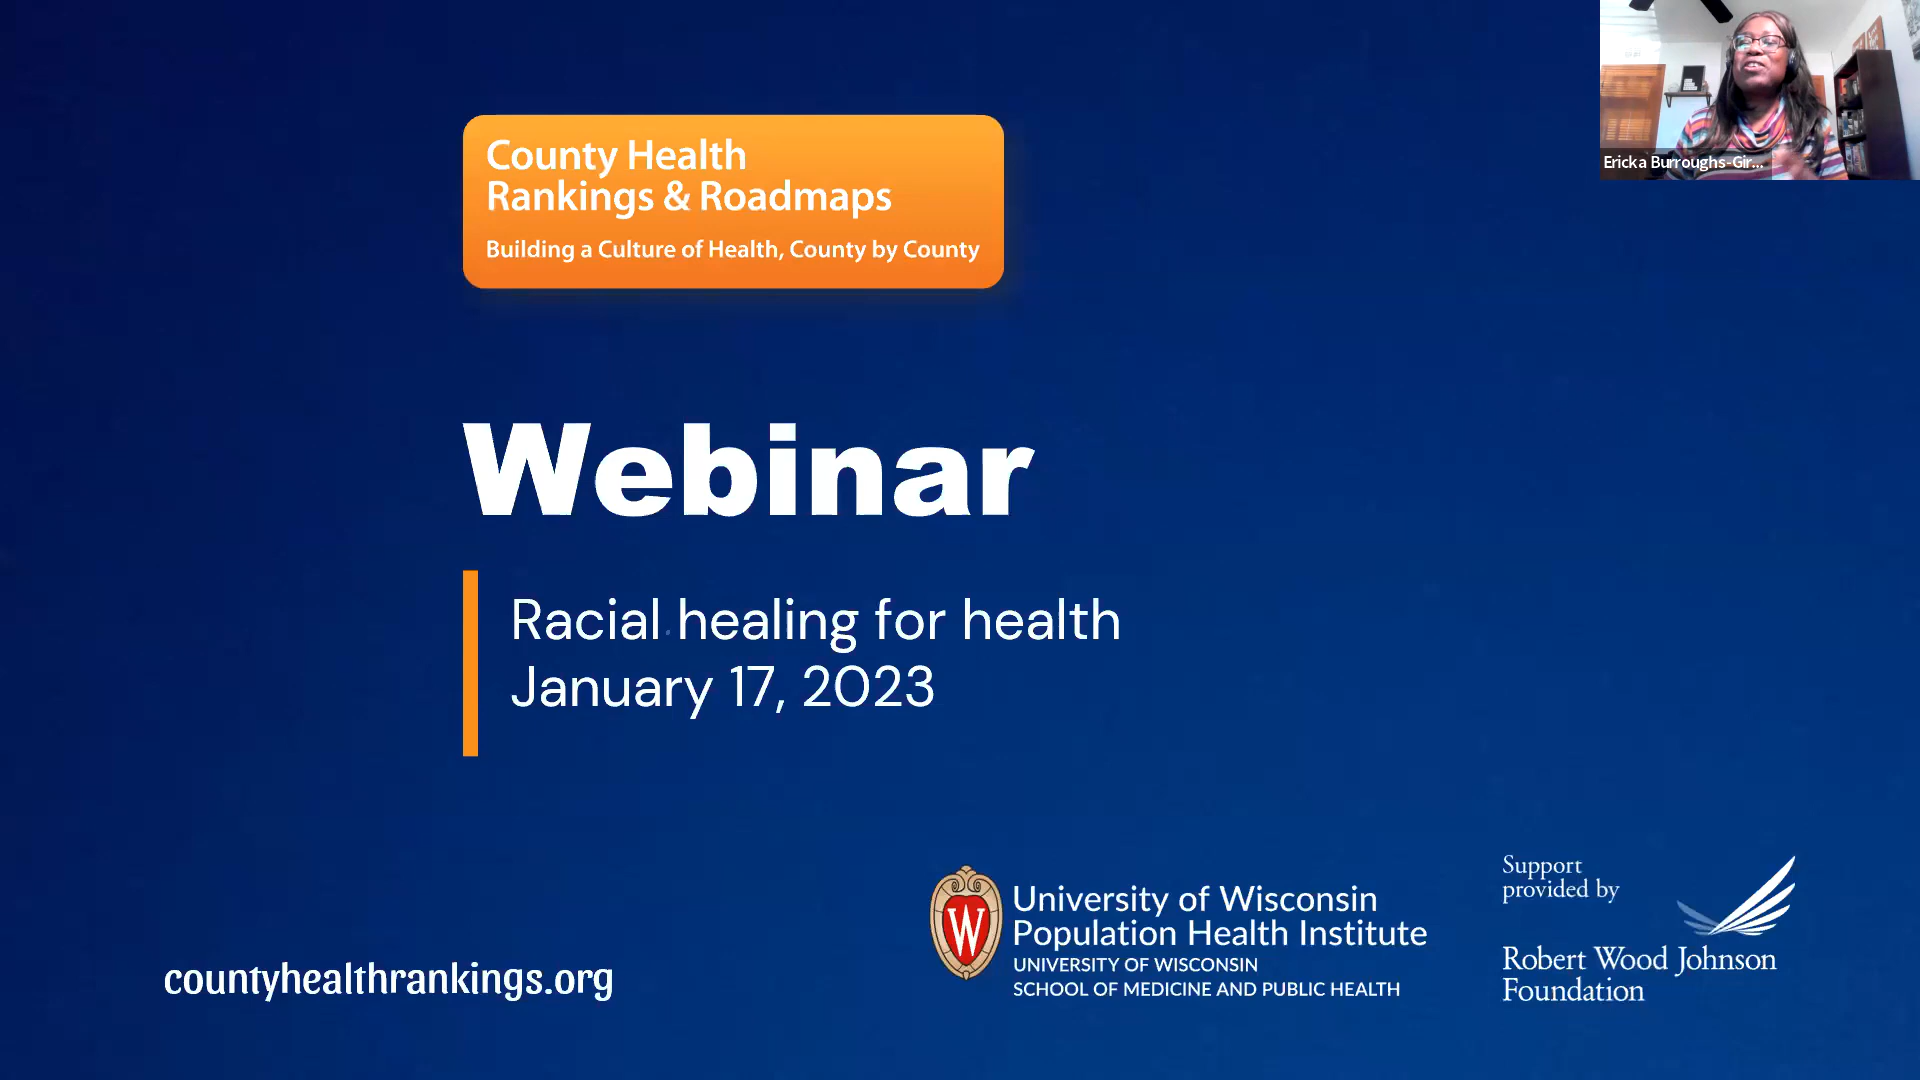 County Health
Rankings & Roadmaps
Building a Culture of Health, County by County
Ericka Burroughs-Gir...
Webinar
Racial healing for health
January 17, 2023
countyhealthrankings.org
W
University of Wisconsin
Population Health Institute
UNIVERSITY OF WISCONSIN
SCHOOL OF MEDICINE AND PUBLIC HEALTH
Support
provided by
Robert Wood Johnson
Foundation